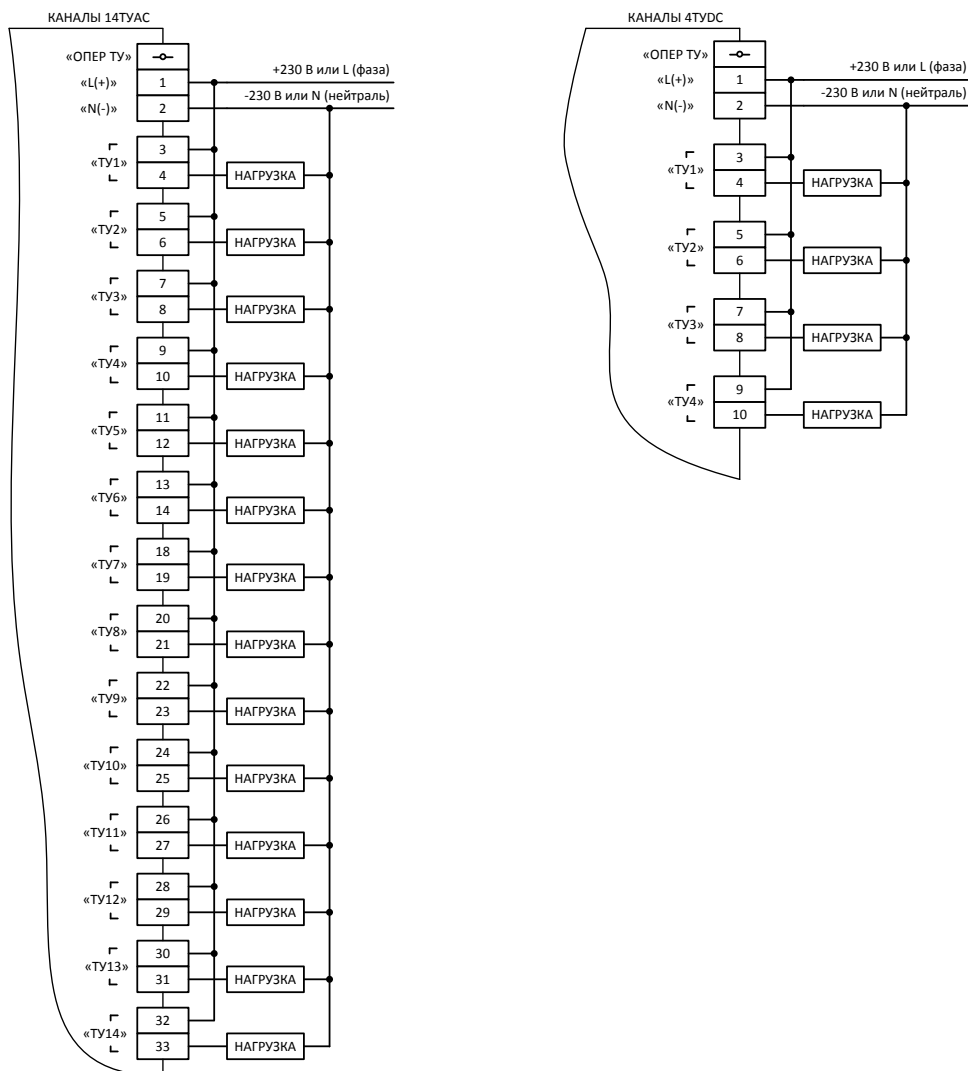 КАНАЛЫ 14ТУАС
«ОПЕР ТУ»
«L(+)» 1 +230 В или L (фаза)
«N(-)» 2 -230 В или N (нейтраль)
«ТУ1»
3
4 НАГРУЗКА
«ТУ2»
5
6 НАГРУЗКА
«ТУ3»
7
8 НАГРУЗКА
«ТУ4»
9
10 НАГРУЗКА
«ТУ5»
11
12 НАГРУЗКА
«ТУ6»
13
14 НАГРУЗКА
«ТУ7»
18
19 НАГРУЗКА
«ТУ8»
20
21 НАГРУЗКА
«ТУ9»
22
23 НАГРУЗКА
«ТУ10»
24
25 НАГРУЗКА
«ТУ11»
26
27 НАГРУЗКА
«ТУ12»
28
29 НАГРУЗКА
«ТУ13»
30
31 НАГРУЗКА
«ТУ14»
32
33 НАГРУЗКА
КАНАЛЫ 4ТУDC
«ОПЕР ТУ»
«L(+)» 1 +230 В или L (фаза)
«N(-)» 2 -230 В или N (нейтраль)
«ТУ1»
3
4 НАГРУЗКА
«ТУ2»
5
6 НАГРУЗКА
«ТУ3»
7
8 НАГРУЗКА
«ТУ4»
9
10 НАГРУЗКА